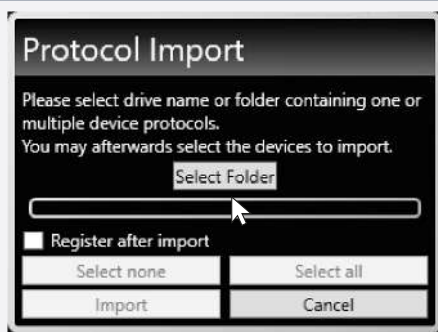 Protocol Import
Please select drive name or folder containing one or
multiple device protocols.
You may afterwards select the devices to import.
Select Folder
Register after import
Select none
Select all
Import
Cancel